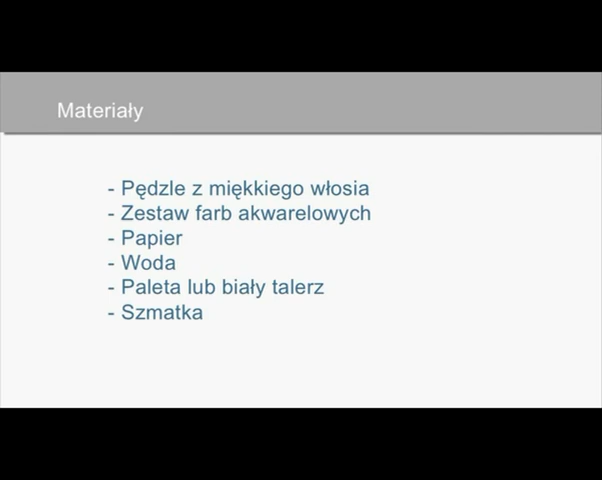 Materiały
- Pędzle z miękkiego włosia
- Zestaw farb akwarelowych
- Papier
- Woda
- Paleta lub biały talerz
- Szmatka